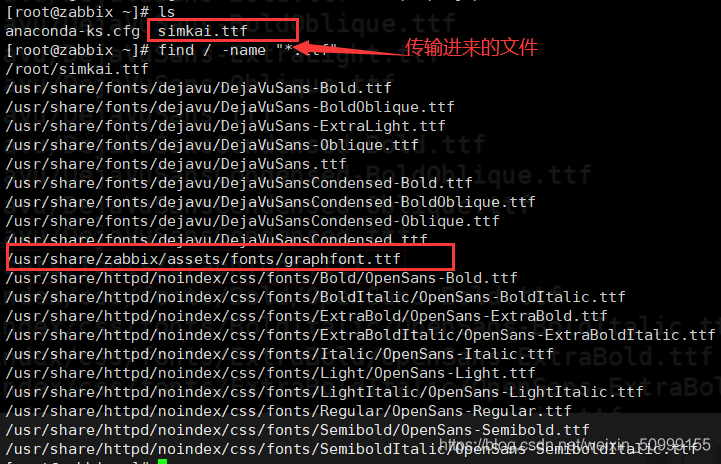 [root@zabbix ~]# ls
anaconda-ks.cfg simkai.ttf
[root@zabbix ~]# find / -name "*.ttf" 传输进来的文件
/root/simkai.ttf
/usr/share/fonts/dejavu/DejaVuSans-Bold.ttf
/usr/share/fonts/dejavu/DejaVuSans-BoldOblique.ttf
/usr/share/fonts/dejavu/DejaVuSans-ExtraLight.ttf
/usr/share/fonts/dejavu/DejaVuSans-Oblique.ttf
/usr/share/fonts/dejavu/DejaVuSans.ttf
/usr/share/fonts/dejavu/DejaVuSansCondensed-Bold.ttf
/usr/share/fonts/dejavu/DejaVuSansCondensed-BoldOblique.ttf
/usr/share/fonts/dejavu/DejaVuSansCondensed-Oblique.ttf
/usr/share/fonts/dejavu/DejaVuSansCondensed.ttf
/usr/share/zabbix/assets/fonts/graphfont.ttf
/usr/share/httpd/noindex/css/fonts/Bold/OpenSans-Bold.ttf
/usr/share/httpd/noindex/css/fonts/BoldItalic/OpenSans-BoldItalic.ttf
/usr/share/httpd/noindex/css/fonts/ExtraBold/OpenSans-ExtraBold.ttf
/usr/share/httpd/noindex/css/fonts/ExtraBoldItalic/OpenSans-ExtraBoldItalic.ttf
/usr/share/httpd/noindex/css/fonts/Italic/OpenSans-Italic.ttf
/usr/share/httpd/noindex/css/fonts/Light/OpenSans-Light.ttf
/usr/share/httpd/noindex/css/fonts/LightItalic/OpenSans-LightItalic.ttf
/usr/share/httpd/noindex/css/fonts/Regular/OpenSans-Regular.ttf
/usr/share/httpd/noindex/css/fonts/Semibold/OpenSans-Semibold.ttf
/usr/share/httpd/noindex/css/fonts/SemiboldItalic/OpenSans-SemiboldItalic.ttf
https://blog.csdn.net/weixin_50999155
[root@zabbix ~]#